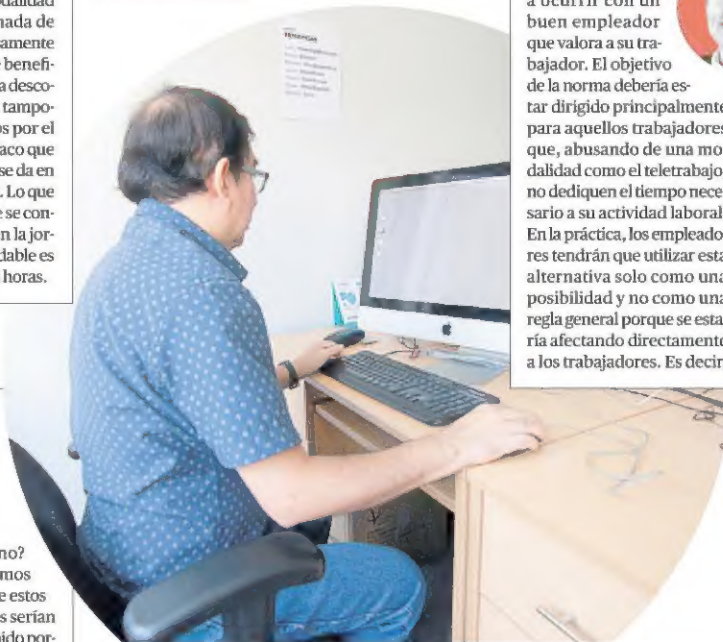 odalidad
nada de
amente
benefi-
a desco-
tampo-
os por el
aco que
se da en
. Lo que
e se con-
n la jor-
dable es
horas.
a ocurrir con un
buen empleador
que valora a su tra-
bajador. El objetivo
de la norma debería es-
tar dirigido principalmente
para aquellos trabajadores
que, abusando de una mo
dalidad como el teletrabajo
no dediquen el tiempo nece
sario a su actividad laboral
En la práctica, los empleado
res tendrán que utilizar esta
alternativa solo como una
posibilidad y no como una
regla general porque se esta
ría afectando directamente
a los trabajadores. Es decir
no?
mos
e estos
s serían
ido por-